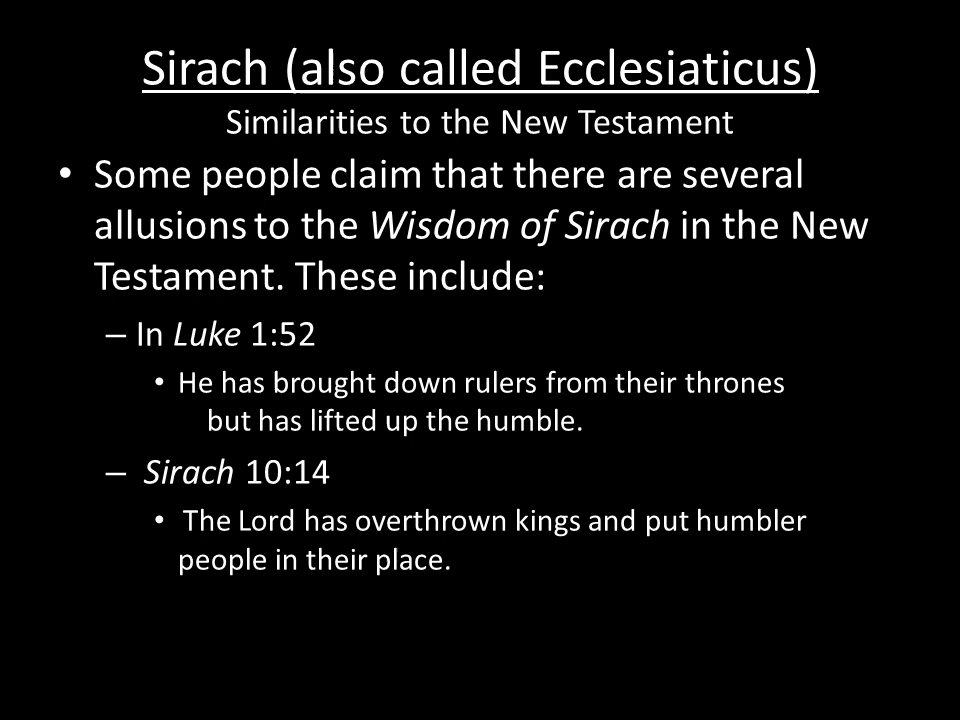 Sirach (also called Ecclesiaticus)
Similarities to the New Testament
• Some people claim that there are several
allusions to the Wisdom of Sirach in the New
Testament. These include:
– In Luke 1:52
• He has brought down rulers from their thrones
but has lifted up the humble.
– Sirach 10:14
• The Lord has overthrown kings and put humbler
people in their place.